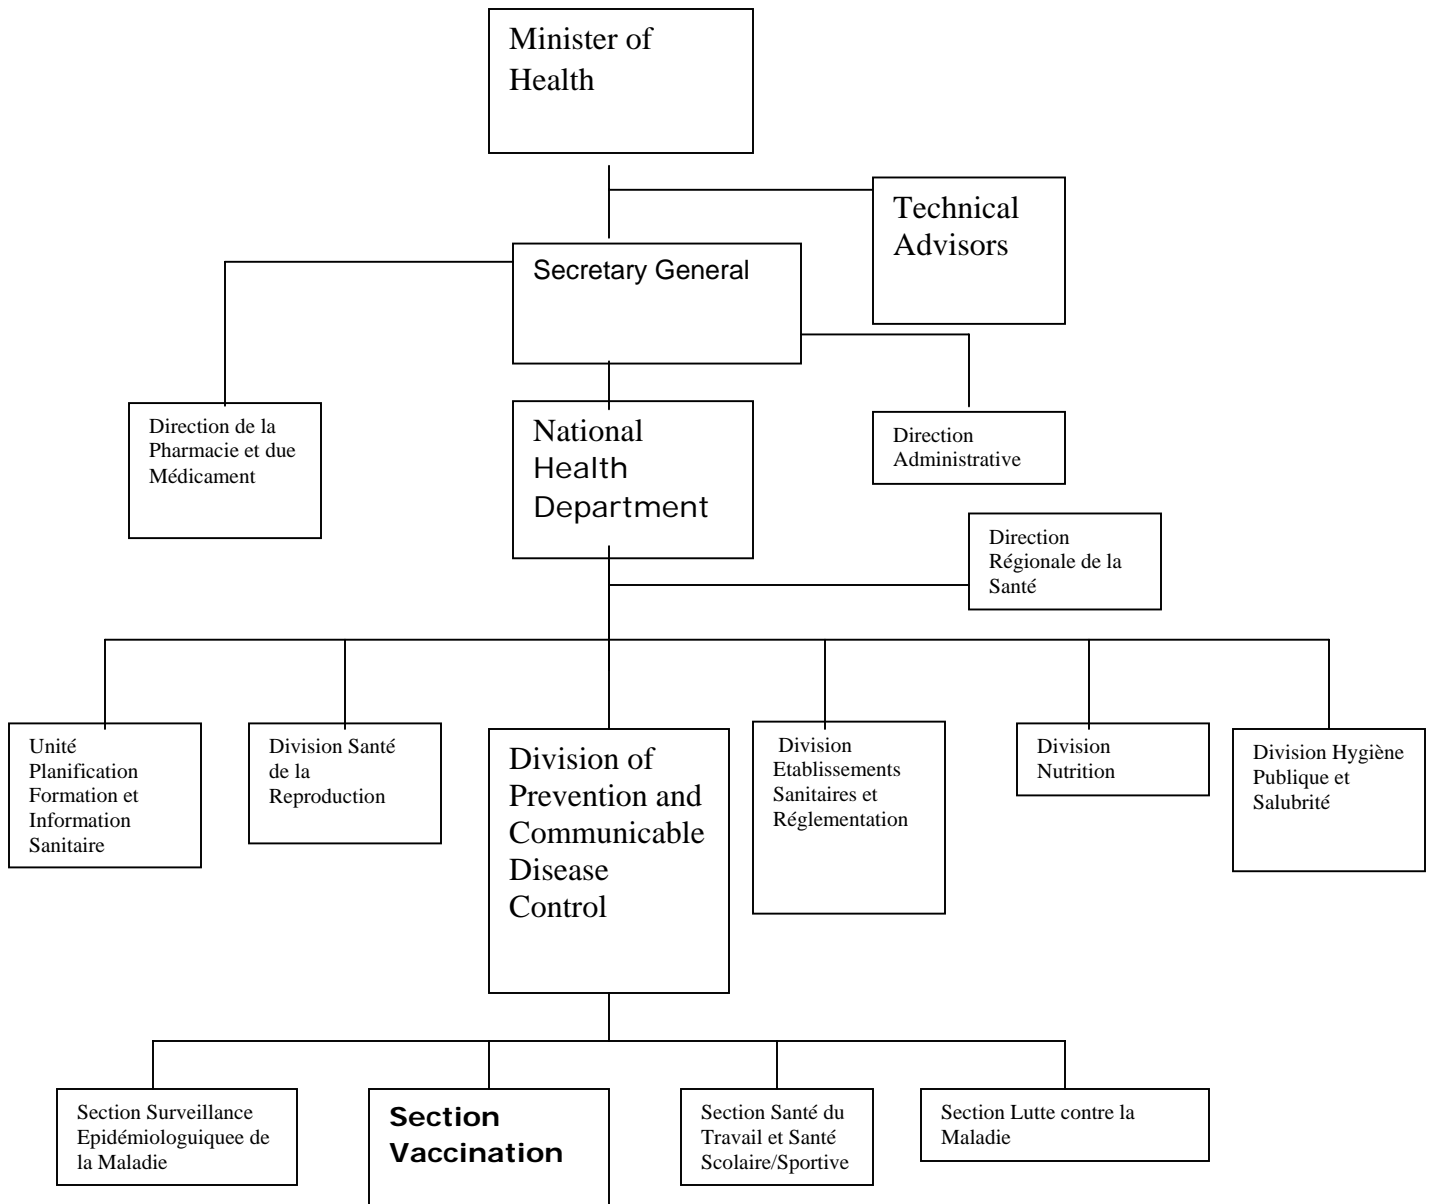 Minister of
Health
Technical
Advisors
Secretary General
Direction de la
Pharmacie et due
Médicament
National
Health
Department
Direction
Administrative
Direction
Régionale de la
Santé
Unité
Planification
Formation et
Information
Sanitaire
Division Santé
de la
Reproduction
Division of
Prevention and
Communicable
Disease
Control
Division
Etablissements
Sanitaires et
Réglementation
Division
Nutrition
Division Hygiène
Publique et
Salubrité
Section Surveillance
Epidémiologuiquee de
la Maladie
Section
Vaccination
Section Santé du
Travail et Santé
Scolaire/Sportive
Section Lutte contre la
Maladie